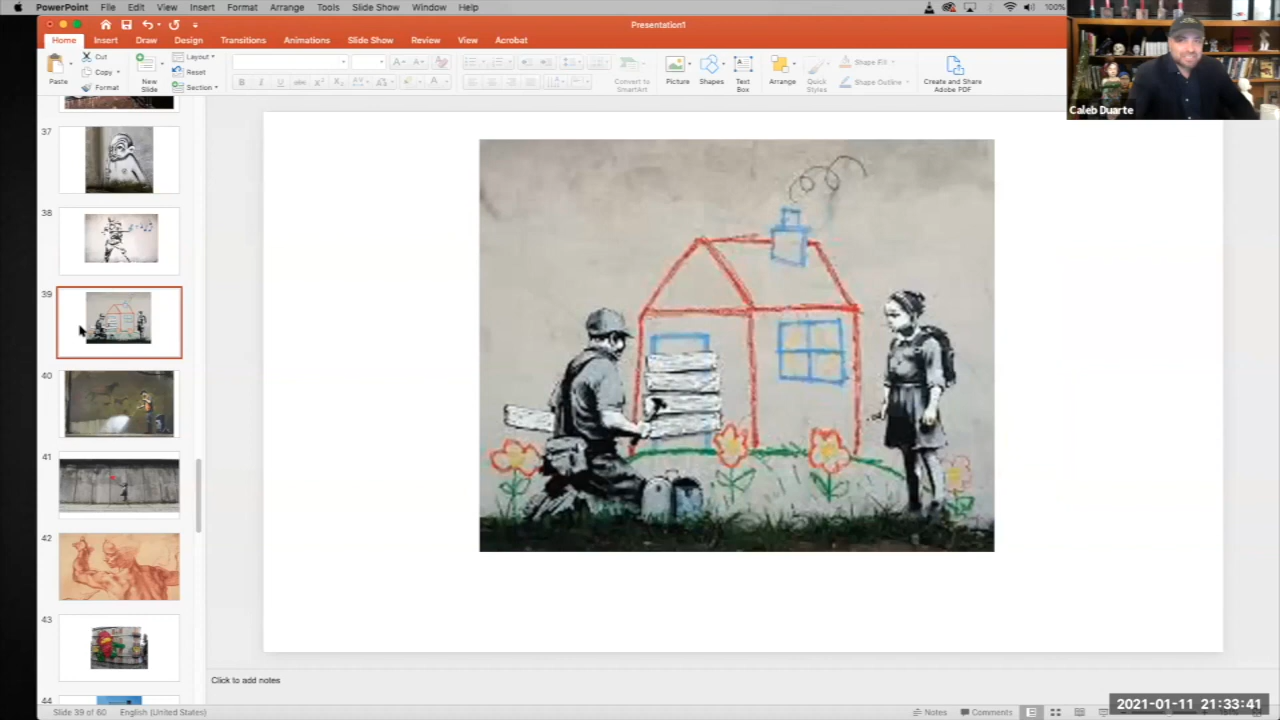 PowerPoint File Edit View Insert Format Arrange Tools Slide Show Window Help 100%
Presentation1
Home Insert Draw Design Transitions Animations Slide Show Review View Acrobat
Paste Cut Copy Format
New Slide Layout Reset Section
Convert to SmartArt
Picture Shapes Text Box Arrange Quick Styles Shape Fill Shape Outline
Create and Share Adobe PDF
Caleb Duarte
37
38
39
40
41
42
43
44
Click to add notes
Slide 39 of 60 English (United States) Notes Comments
2021-01-11 21:33:41